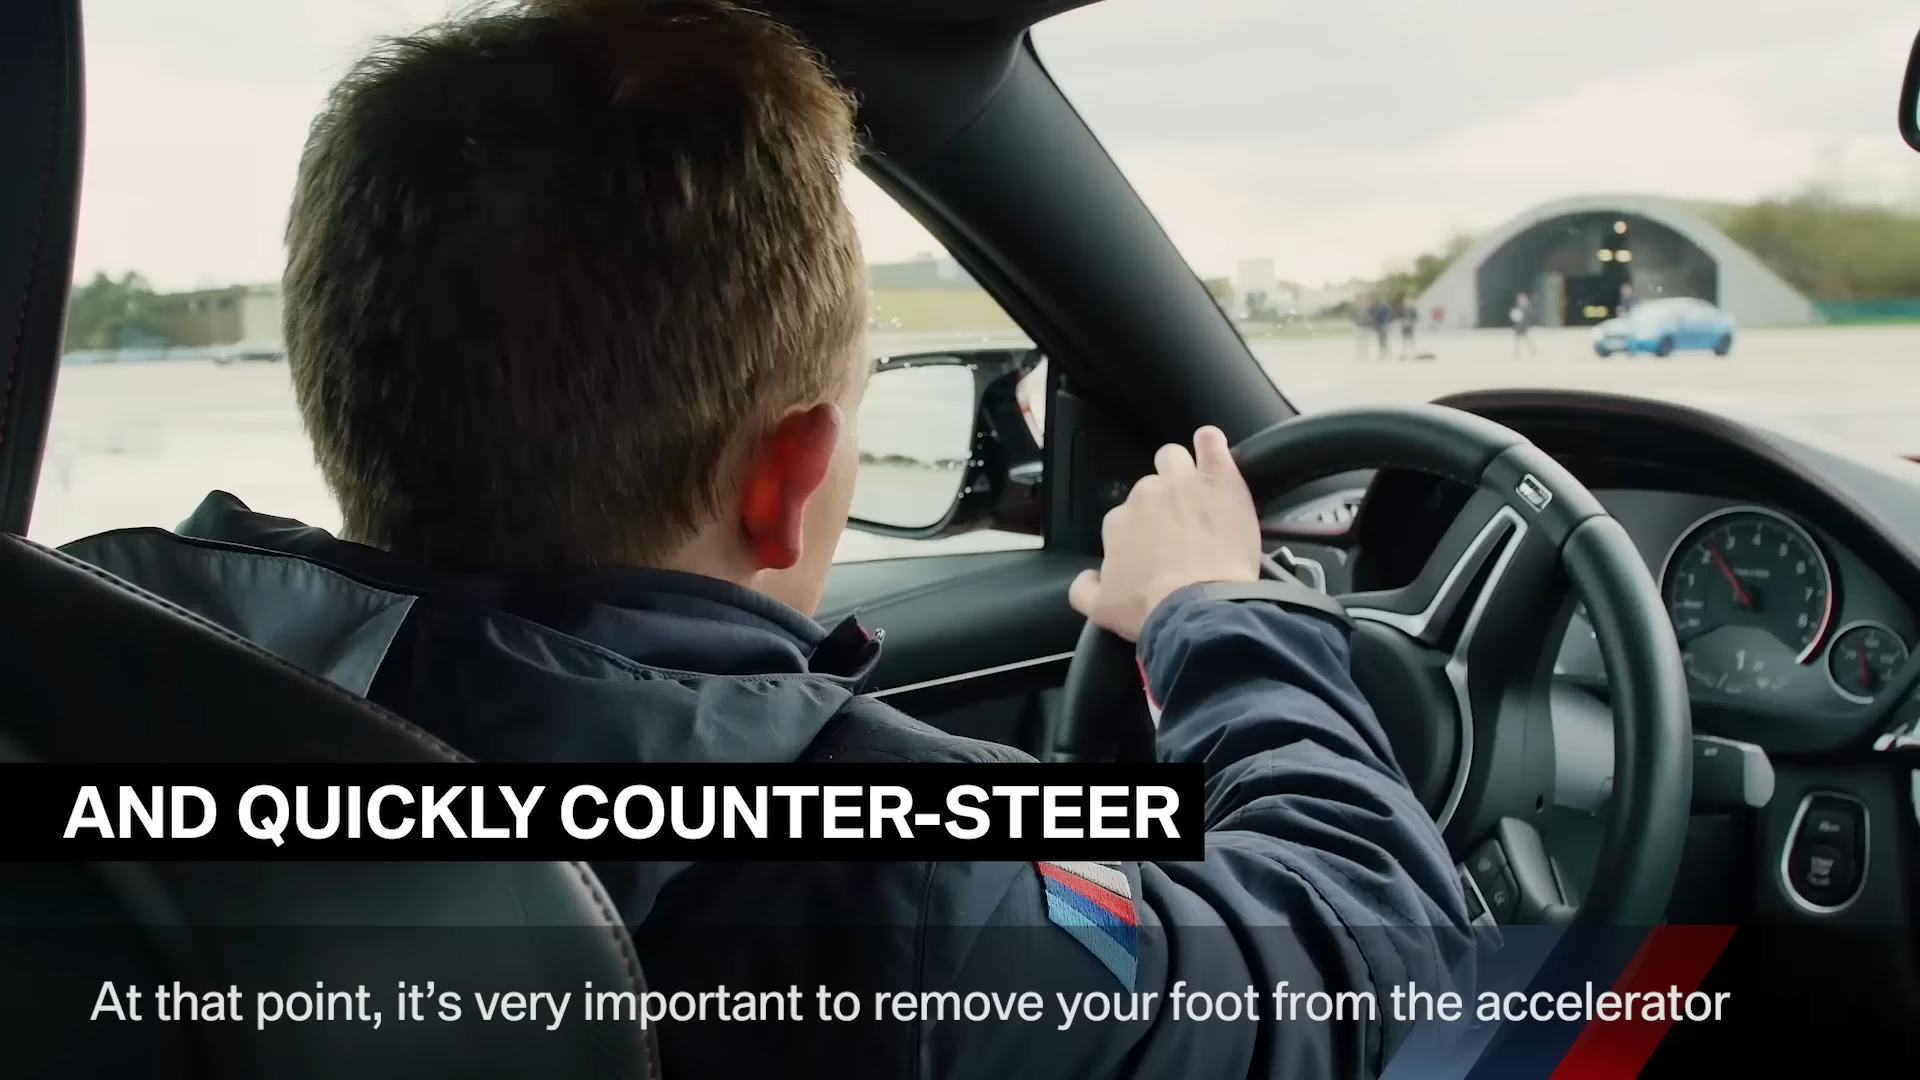 AND QUICKLY COUNTER-STEER
At that point, it's very important to remove your foot from the accelerator